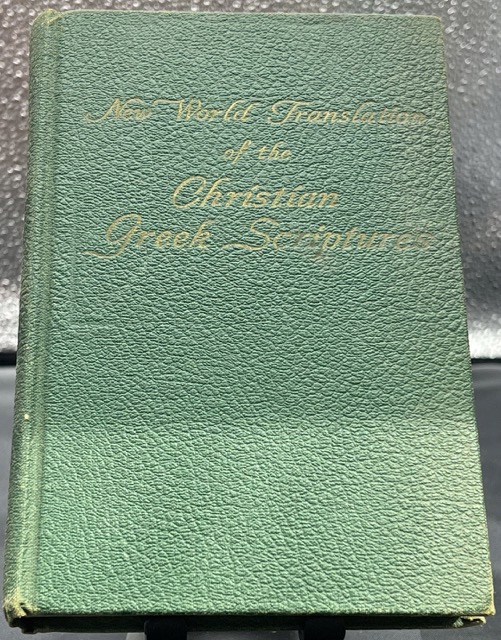 New World Translation
of the
Christian
Greek Scriptures